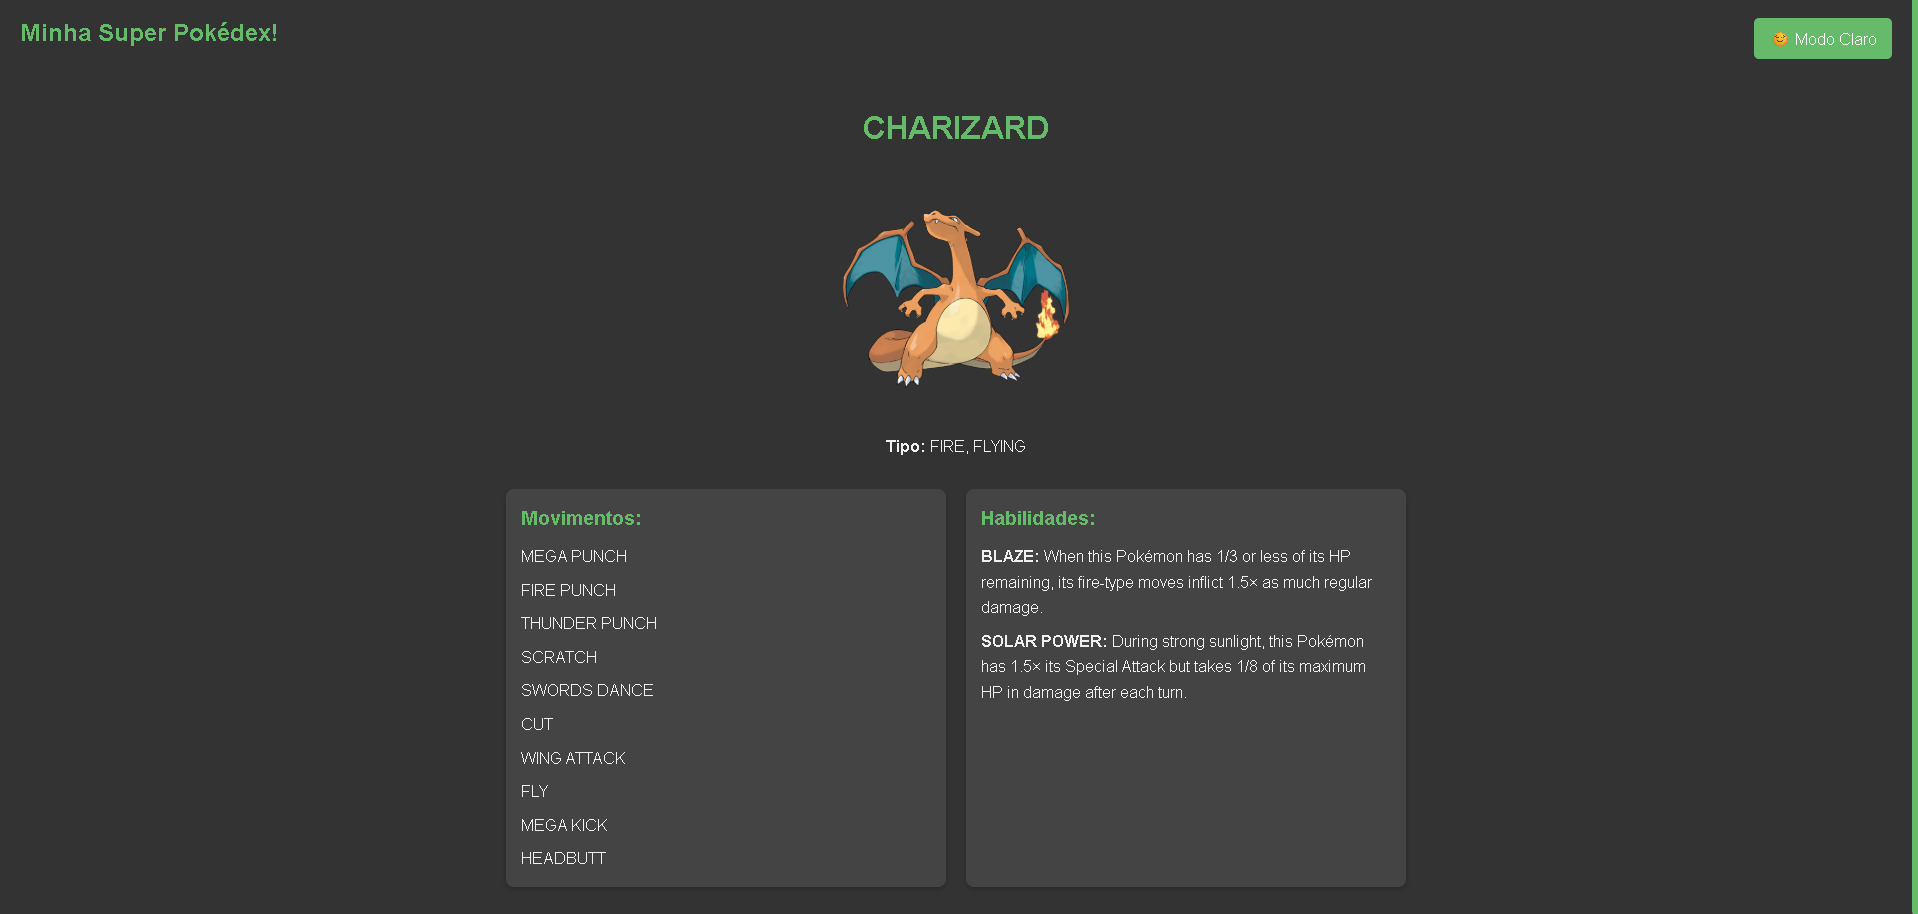 Minha Super Pokédex!
🌞 Modo Claro
CHARIZARD
Tipo: FIRE, FLYING
Movimentos:
MEGA PUNCH
FIRE PUNCH
THUNDER PUNCH
SCRATCH
SWORDS DANCE
CUT
WING ATTACK
FLY
MEGA KICK
HEADBUTT
Habilidades:
BLAZE: When this Pokémon has 1/3 or less of its HP
remaining, its fire-type moves inflict 1.5× as much regular
damage.
SOLAR POWER: During strong sunlight, this Pokémon
has 1.5× its Special Attack but takes 1/8 of its maximum
HP in damage after each turn.